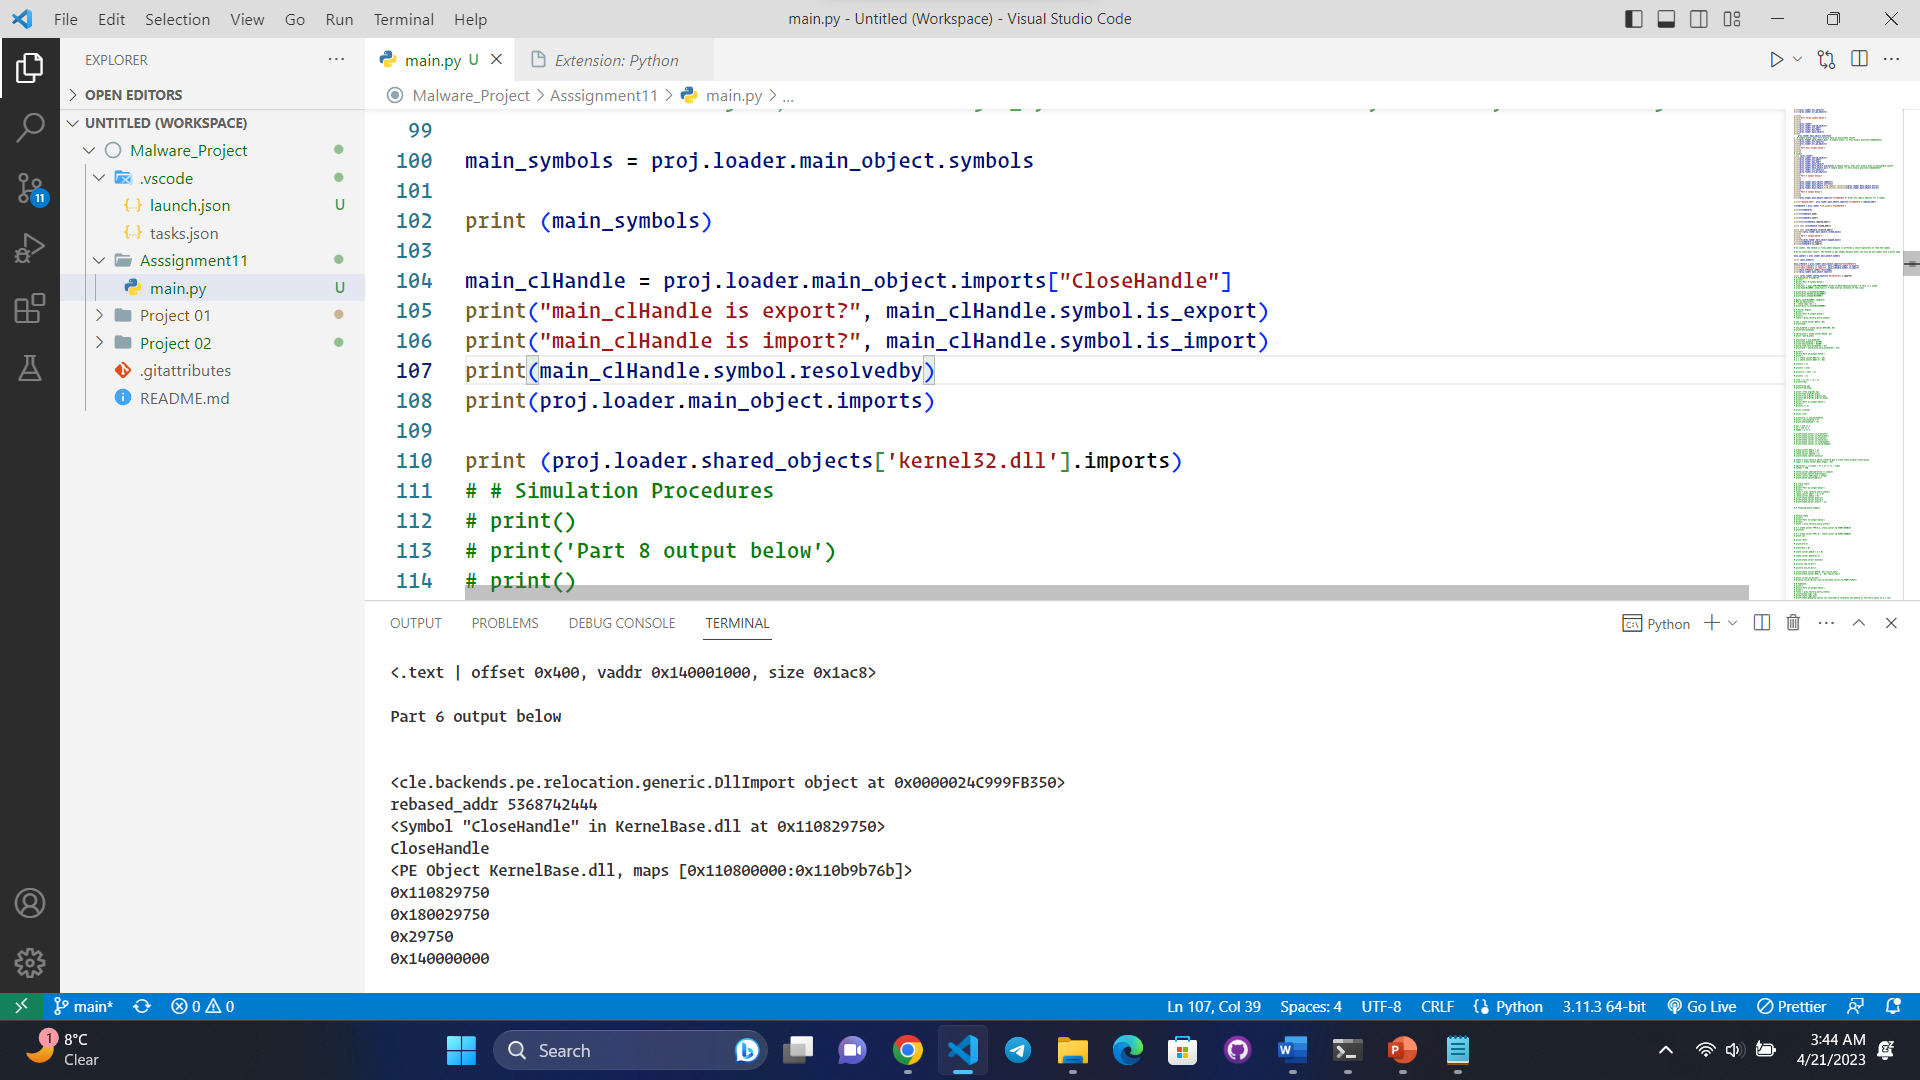 File Edit Selection View Go Run Terminal Help
main.py - Untitled (Workspace) - Visual Studio Code
EXPLORER
OPEN EDITORS
UNTITLED (WORKSPACE)
Malware_Project
.vscode
launch.json U
tasks.json
Asssignment11
main.py U
Project 01
Project 02
.gitattributes
README.md
11
main.py U
Extension: Python
Malware_Project > Asssignment11 > main.py > ...
99
100 main_symbols = proj.loader.main_object.symbols
101
102 print (main_symbols)
103
104 main_clHandle = proj.loader.main_object.imports["CloseHandle"]
105 print("main_clHandle is export?", main_clHandle.symbol.is_export)
106 print("main_clHandle is import?", main_clHandle.symbol.is_import)
107 print(main_clHandle.symbol.resolvedby)
108 print(proj.loader.main_object.imports)
109
110 print (proj.loader.shared_objects['kernel32.dll'].imports)
111 # # Simulation Procedures
112 # print()
113 # print('Part 8 output below')
114 # print()
OUTPUT PROBLEMS DEBUG CONSOLE TERMINAL
Python
<.text | offset 0x400, vaddr 0x140001000, size 0x1ac8>
Part 6 output below
<cle.backends.pe.relocation.generic.DllImport object at 0x0000024C999FB350>
rebased_addr 5368742444
<Symbol "CloseHandle" in KernelBase.dll at 0x110829750>
CloseHandle
<PE Object KernelBase.dll, maps [0x110800000:0x110b9b76b]>
0x110829750
0x180029750
0x29750
0x140000000
main* 0 0
Ln 107, Col 39 Spaces: 4 UTF-8 CRLF Python 3.11.3 64-bit Go Live Prettier
1
8°C
Clear
Search
3:44 AM
4/21/2023